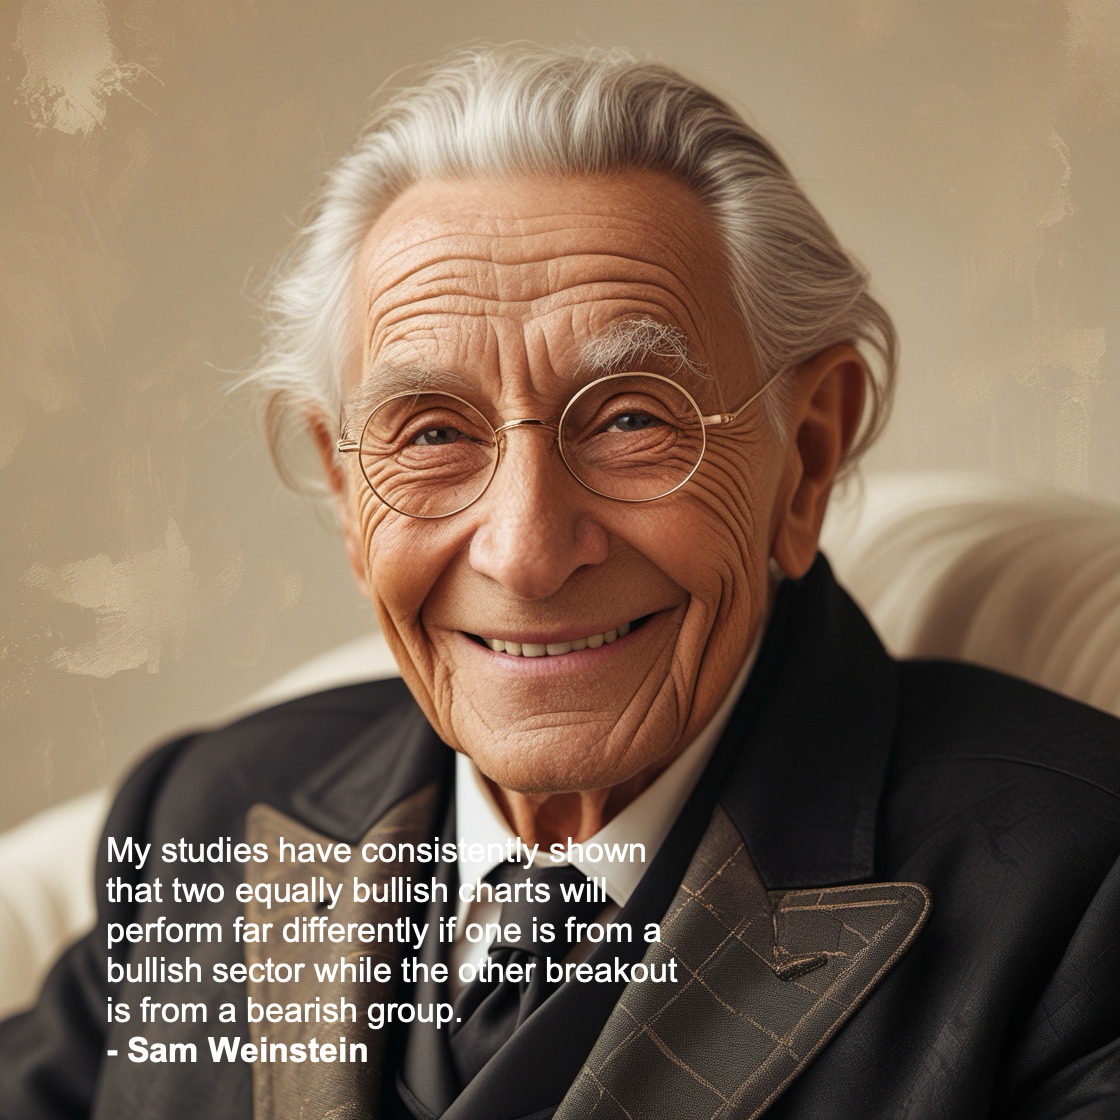 My studies have consistently shown
that two equally bullish charts will
perform far differently if one is from a
bullish sector while the other breakout
is from a bearish group.
- Sam Weinstein